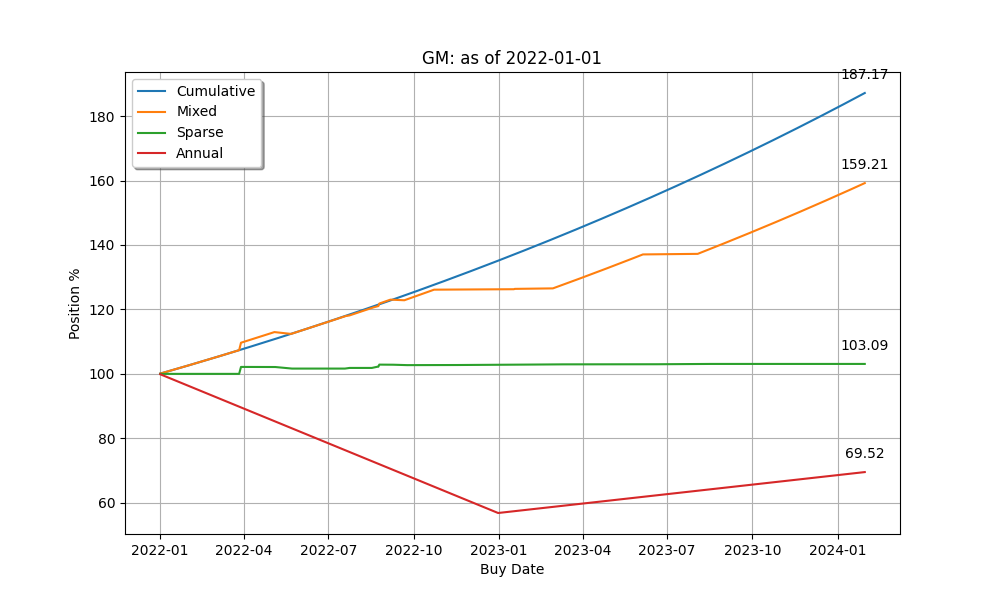 GM: as of 2022-01-01
Cumulative
Mixed
Sparse
Annual
187.17
159.21
103.09
69.52
180
160
140
120
100
80
60
Position %
2022-01 2022-04 2022-07 2022-10 2023-01 2023-04 2023-07 2023-10 2024-01
Buy Date